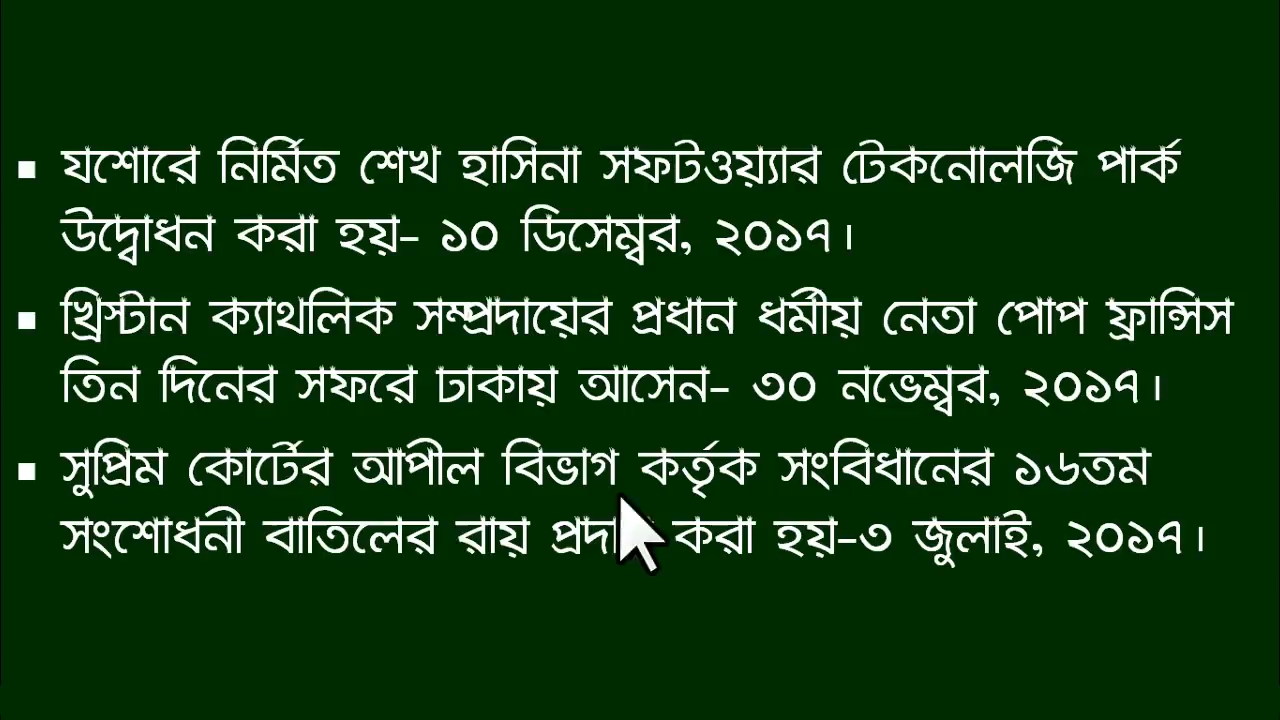 ▪ যশোরে নির্মিত শেখ হাসিনা সফটওয়্যার টেকনোলজি পার্ক
উদ্বোধন করা হয়- ১০ ডিসেম্বর, ২০১৭।
▪ খ্রিস্টান ক্যাথলিক সম্প্রদায়ের প্রধান ধর্মীয় নেতা পোপ ফ্রান্সিস
তিন দিনের সফরে ঢাকায় আসেন- ৩০ নভেম্বর, ২০১৭।
▪ সুপ্রিম কোর্টের আপীল বিভাগ কর্তৃক সংবিধানের ১৬তম
সংশোধনী বাতিলের রায় প্রদান করা হয়-৩ জুলাই, ২০১৭।